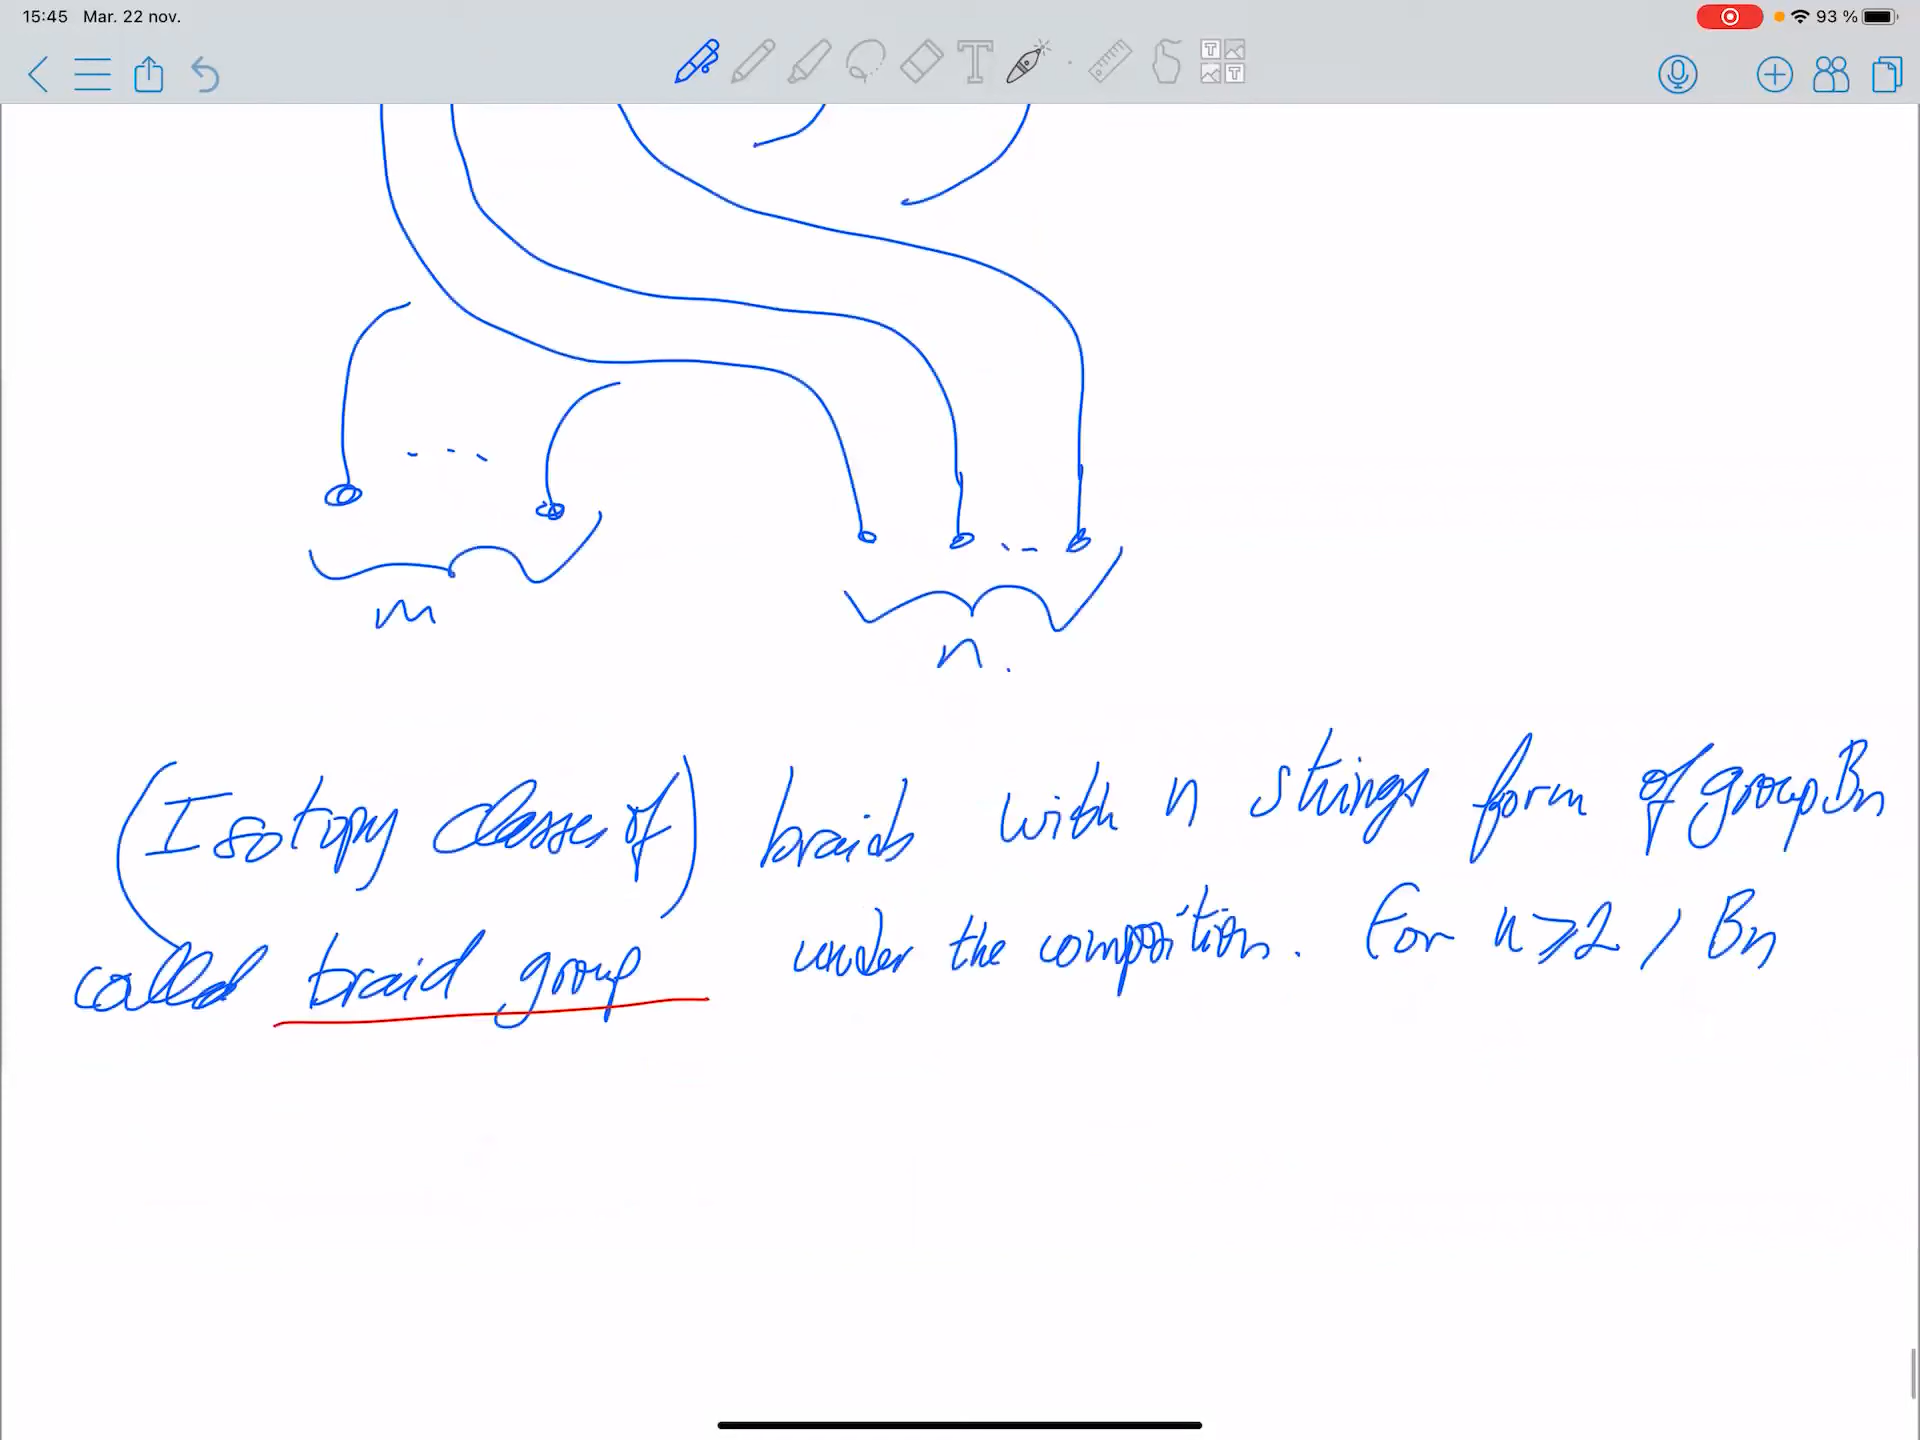 15:45 Mar. 22 nov. 93 %
m
n.
(Isotopy classes of) braids with n strings form of group Bn
called braid group under the composition. For n ≥ 2, Bn